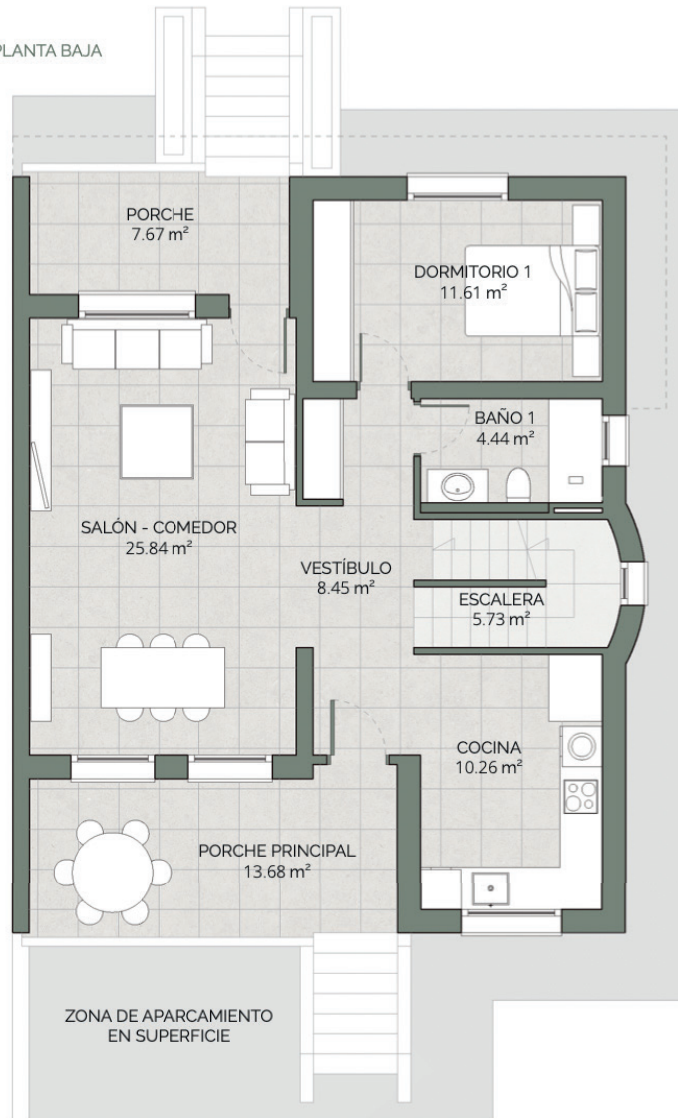 PLANTA BAJA
PORCHE
7.67 m²
DORMITORIO 1
11.61 m²
BAÑO 1
4.44 m²
SALÓN - COMEDOR
25.84 m²
VESTÍBULO
8.45 m²
ESCALERA
5.73 m²
COCINA
10.26 m²
PORCHE PRINCIPAL
13.68 m²
ZONA DE APARCAMIENTO
EN SUPERFICIE